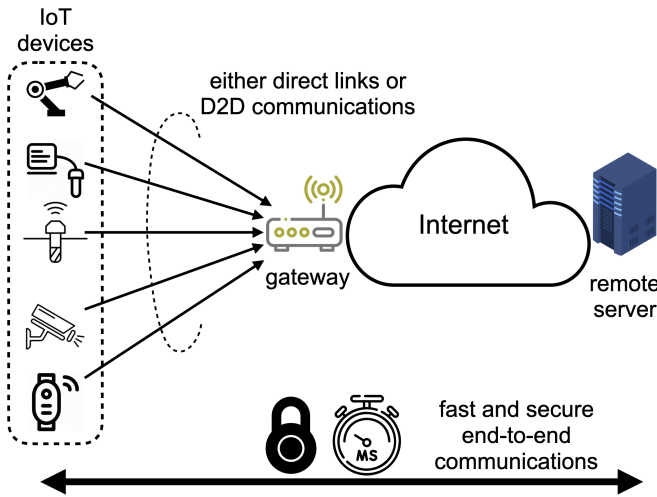 IoT
devices
either direct links or
D2D communications
Internet
gateway
remote
server
MS
fast and secure
end-to-end
communications